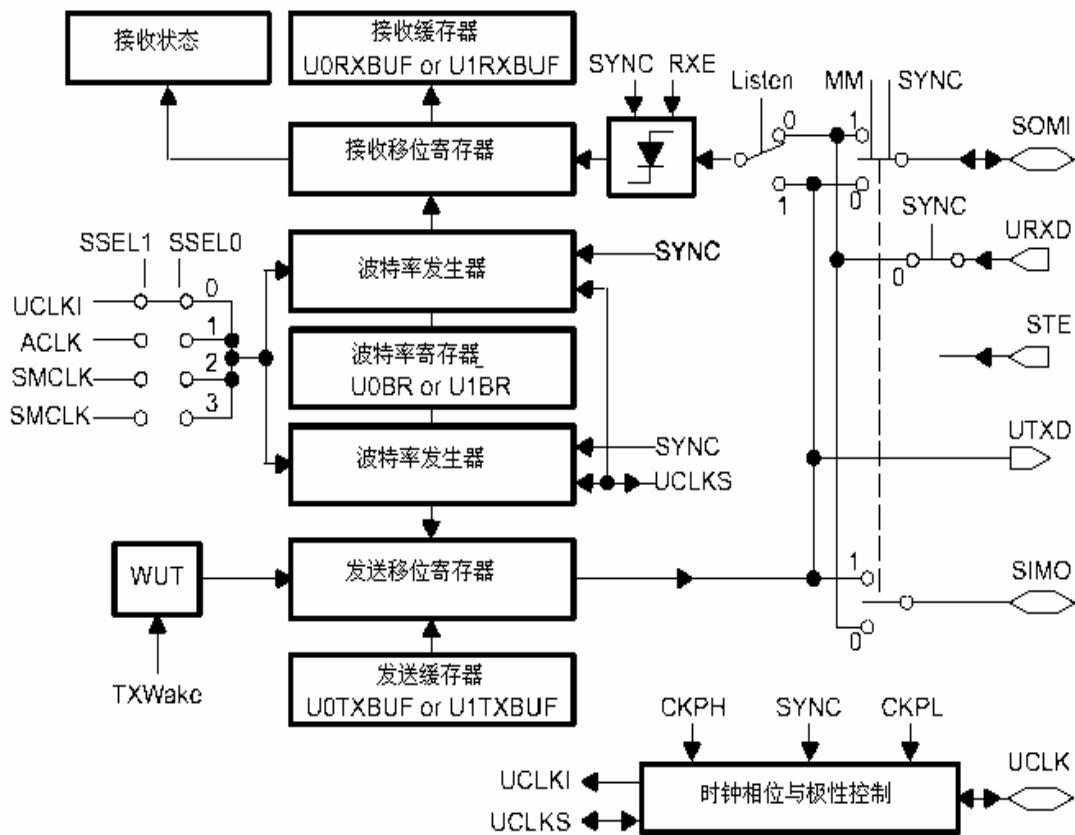 接收状态
接收缓存器
U0RXBUF or U1RXBUF
SYNC RXE
Listen
MM
SYNC
0
1
SOMI
接收移位寄存器
1
0
SYNC
URXD
SSEL1 SSEL0
波特率发生器
SYNC
0
0
UCLKI
1
STE
ACLK
波特率寄存器
2
SMCLK
U0BR or U1BR
3
SMCLK
SYNC
UTXD
波特率发生器
UCLKS
WUT
发送移位寄存器
1
SIMO
0
TXWake
发送缓存器
U0TXBUF or U1TXBUF
CKPH SYNC CKPL
UCLK
UCLKI
时钟相位与极性控制
UCLKS